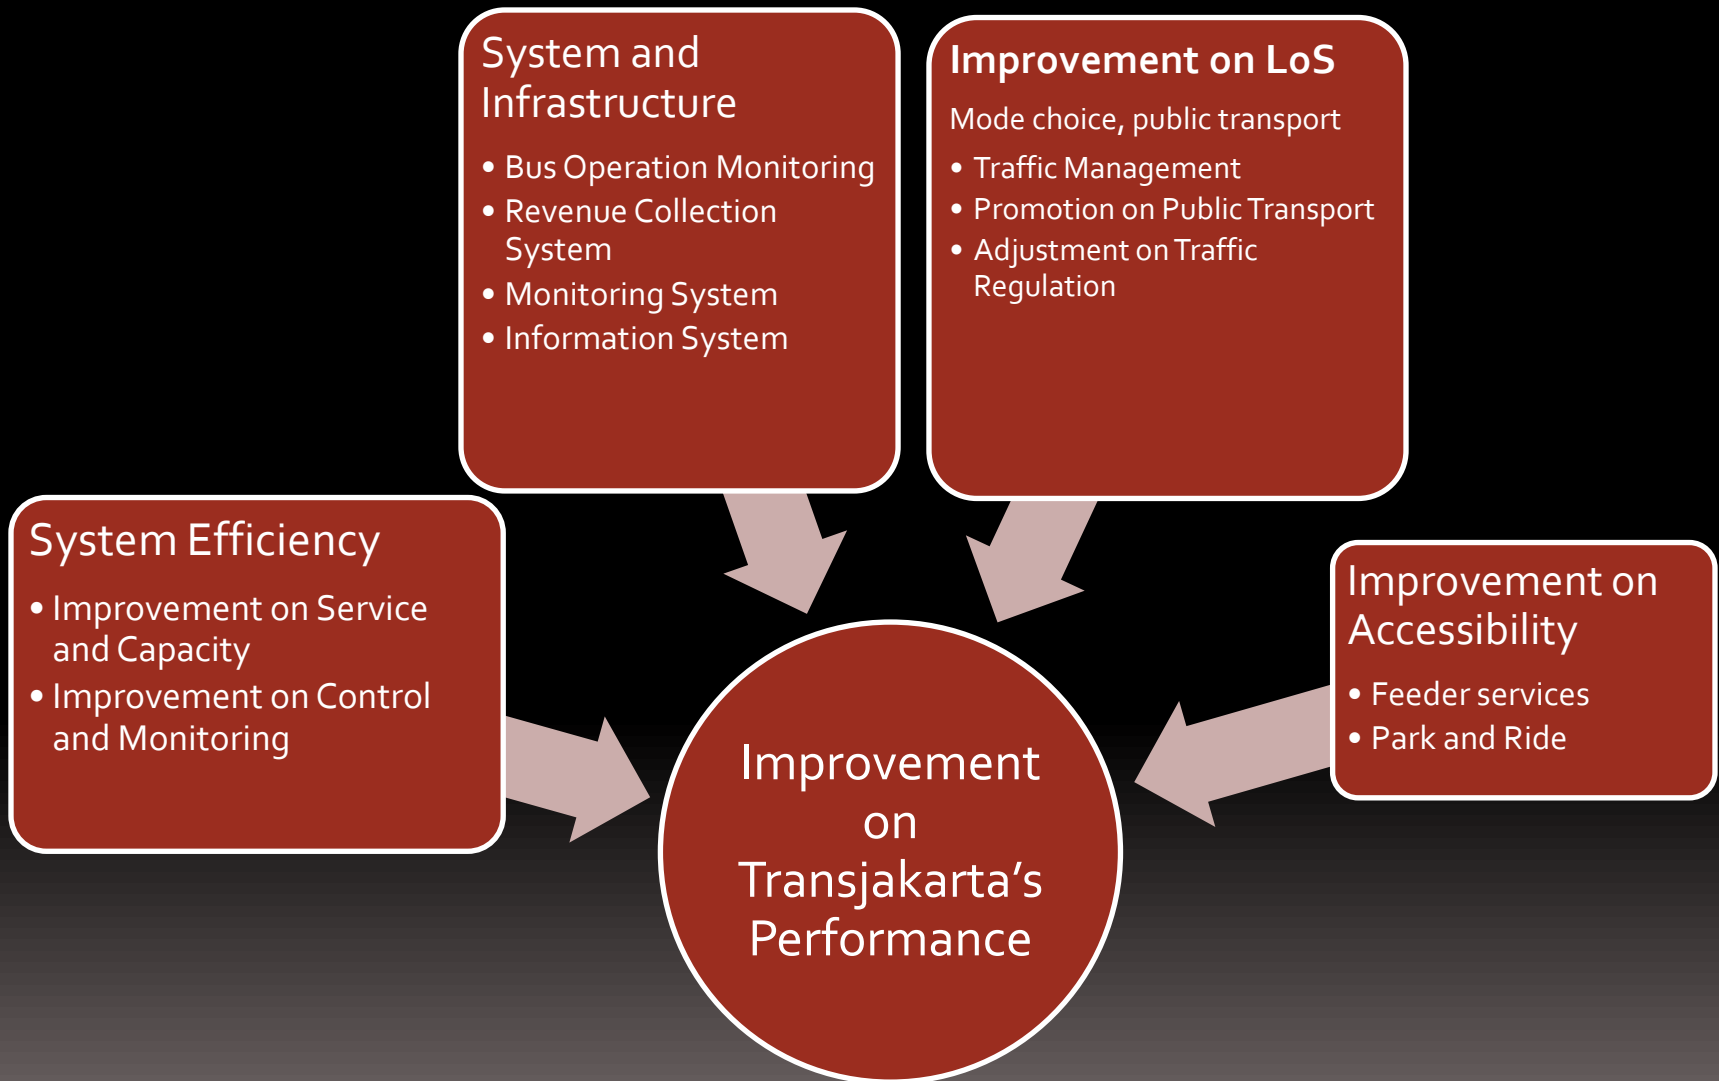 System and
Infrastructure
• Bus Operation Monitoring
• Revenue Collection
System
• Monitoring System
• Information System
Improvement on LoS
Mode choice, public transport
• Traffic Management
• Promotion on Public Transport
• Adjustment on Traffic
Regulation
System Efficiency
• Improvement on Service
and Capacity
• Improvement on Control
and Monitoring
Improvement on
Accessibility
• Feeder services
• Park and Ride
Improvement
on
Transjakarta’s
Performance